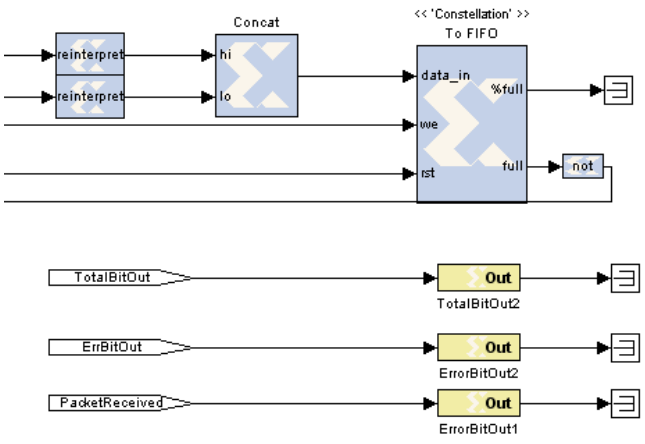 << 'Constellation' >>
Concat
To FIFO
reinterpret
hi
data_in
%full
reinterpret
lo
we
rst
full
not
TotalBitOut
Out
TotalBitOut2
ErrBitOut
Out
ErrorBitOut2
PacketReceived
Out
ErrorBitOut1